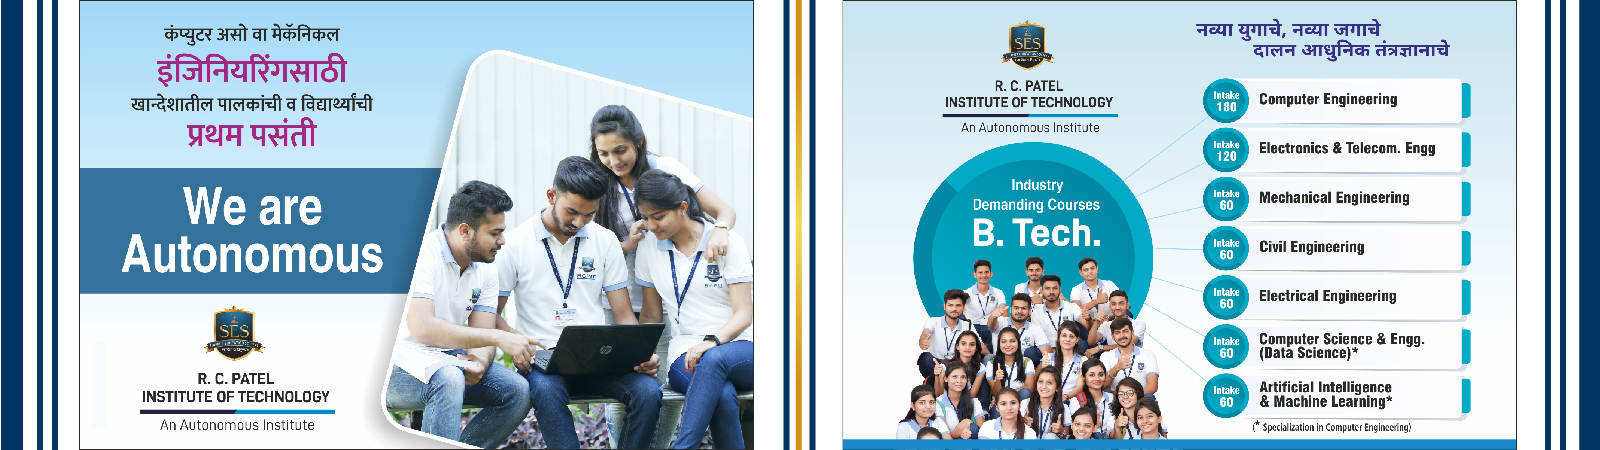 कंप्युटर असो वा मेकॅनिकल
इंजिनियरिंगसाठी
खान्देशातील पालकांची व विद्यार्थ्यांची
प्रथम पसंती
We are
Autonomous
SES
R. C. PATEL
INSTITUTE OF TECHNOLOGY
An Autonomous Institute
SES
R. C. PATEL
INSTITUTE OF TECHNOLOGY
An Autonomous Institute
Industry
Demanding Courses
B. Tech.
नव्या युगाचे, नव्या जगाचे
दालन आधुनिक तंत्रज्ञानाचे
Intake
180
Computer Engineering
Intake
120
Electronics & Telecom. Engg
Intake
60
Mechanical Engineering
Intake
60
Civil Engineering
Intake
60
Electrical Engineering
Intake
60
Computer Science & Engg.
(Data Science)*
Intake
60
Artificial Intelligence
& Machine Learning*
(* Specialization in Computer Engineering)